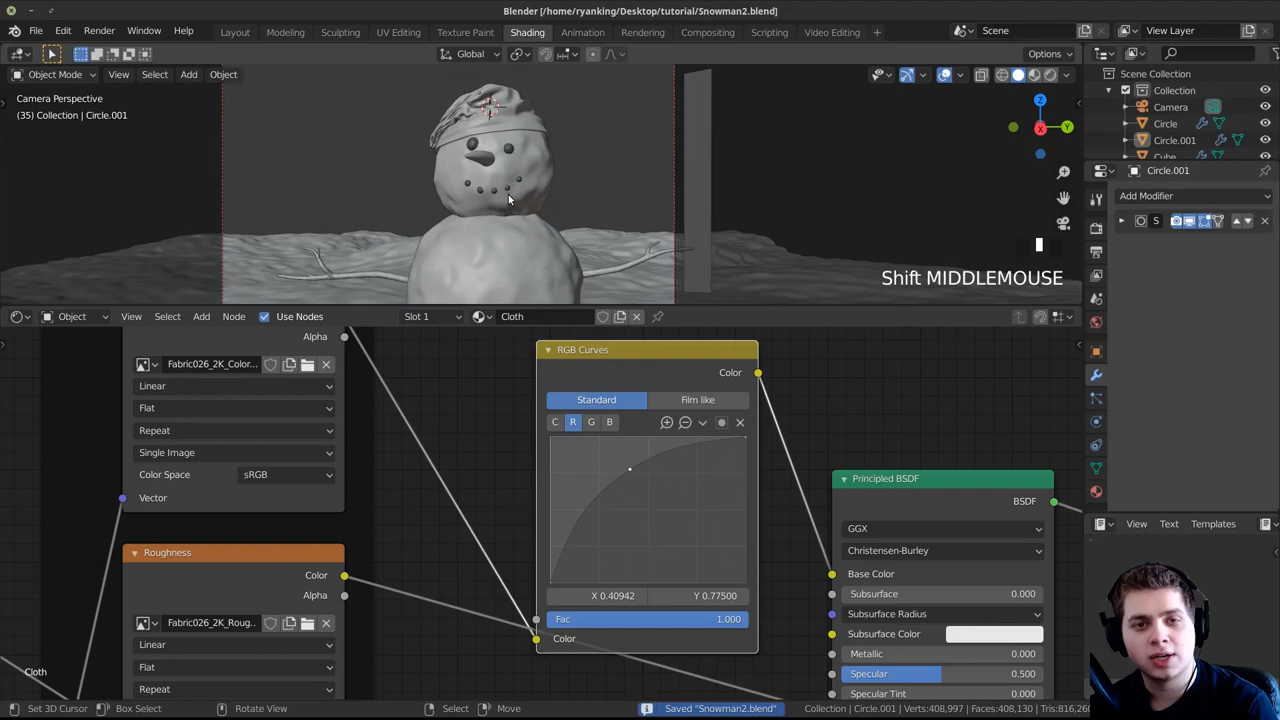 Blender [/home/ryanking/Desktop/tutorial/Snowman2.blend]
File Edit Render Window Help Layout Modeling Sculpting UV Editing Texture Paint Shading Animation Rendering Compositing Scripting Video Editing + Scene View Layer
Global Options
Object Mode View Select Add Object
Scene Collection
Camera Perspective
Collection
(35) Collection | Circle.001
Camera
Circle
Circle.001
Cube
Z
Y
X
Circle.001
Add Modifier
S
Shift MIDDLEMOUSE
Object View Select Add Node Use Nodes Slot 1 Cloth
View Text Templates
Alpha
Fabric026_2K_Color...
Linear
Flat
Repeat
Single Image
Color Space sRGB
Vector
Roughness
Color
Alpha
Fabric026_2K_Roug..
Linear
Flat
Repeat
RGB Curves
Color
Standard Film like
C R G B
X 0.40942 Y 0.77500
Fac 1.000
Color
Principled BSDF
BSDF
GGX
Christensen-Burley
Base Color
Subsurface 0.000
Subsurface Radius
Subsurface Color
Metallic 0.000
Specular 0.500
Specular Tint 0.000
Cloth
Set 3D Cursor Box Select Rotate View Select Move Saved "Snowman2.blend" Collection | Circle.001 | Verts:408,997 | Faces:408,130 | Tris:816,26